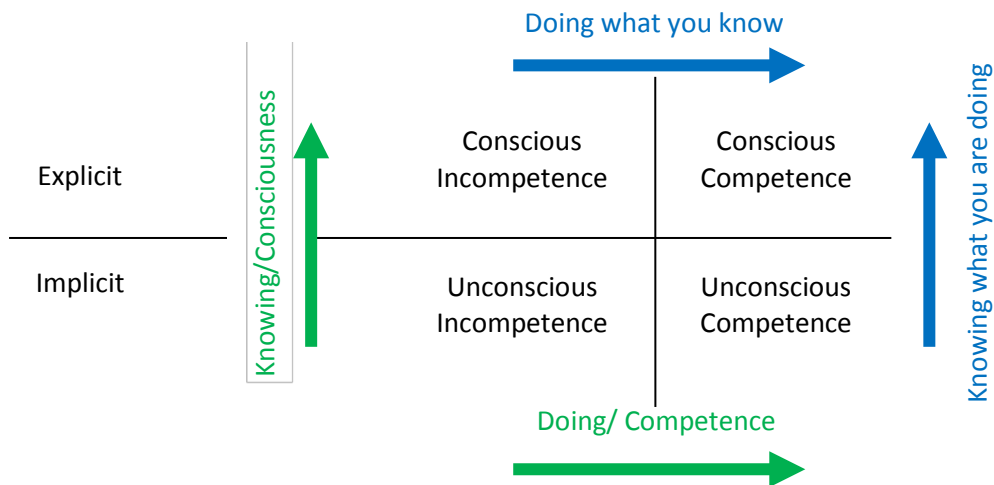 Doing what you know
Knowing/Consciousness
Knowing what you are doing
Explicit
Conscious
Incompetence
Conscious
Competence
Implicit
Unconscious
Incompetence
Unconscious
Competence
Doing/ Competence